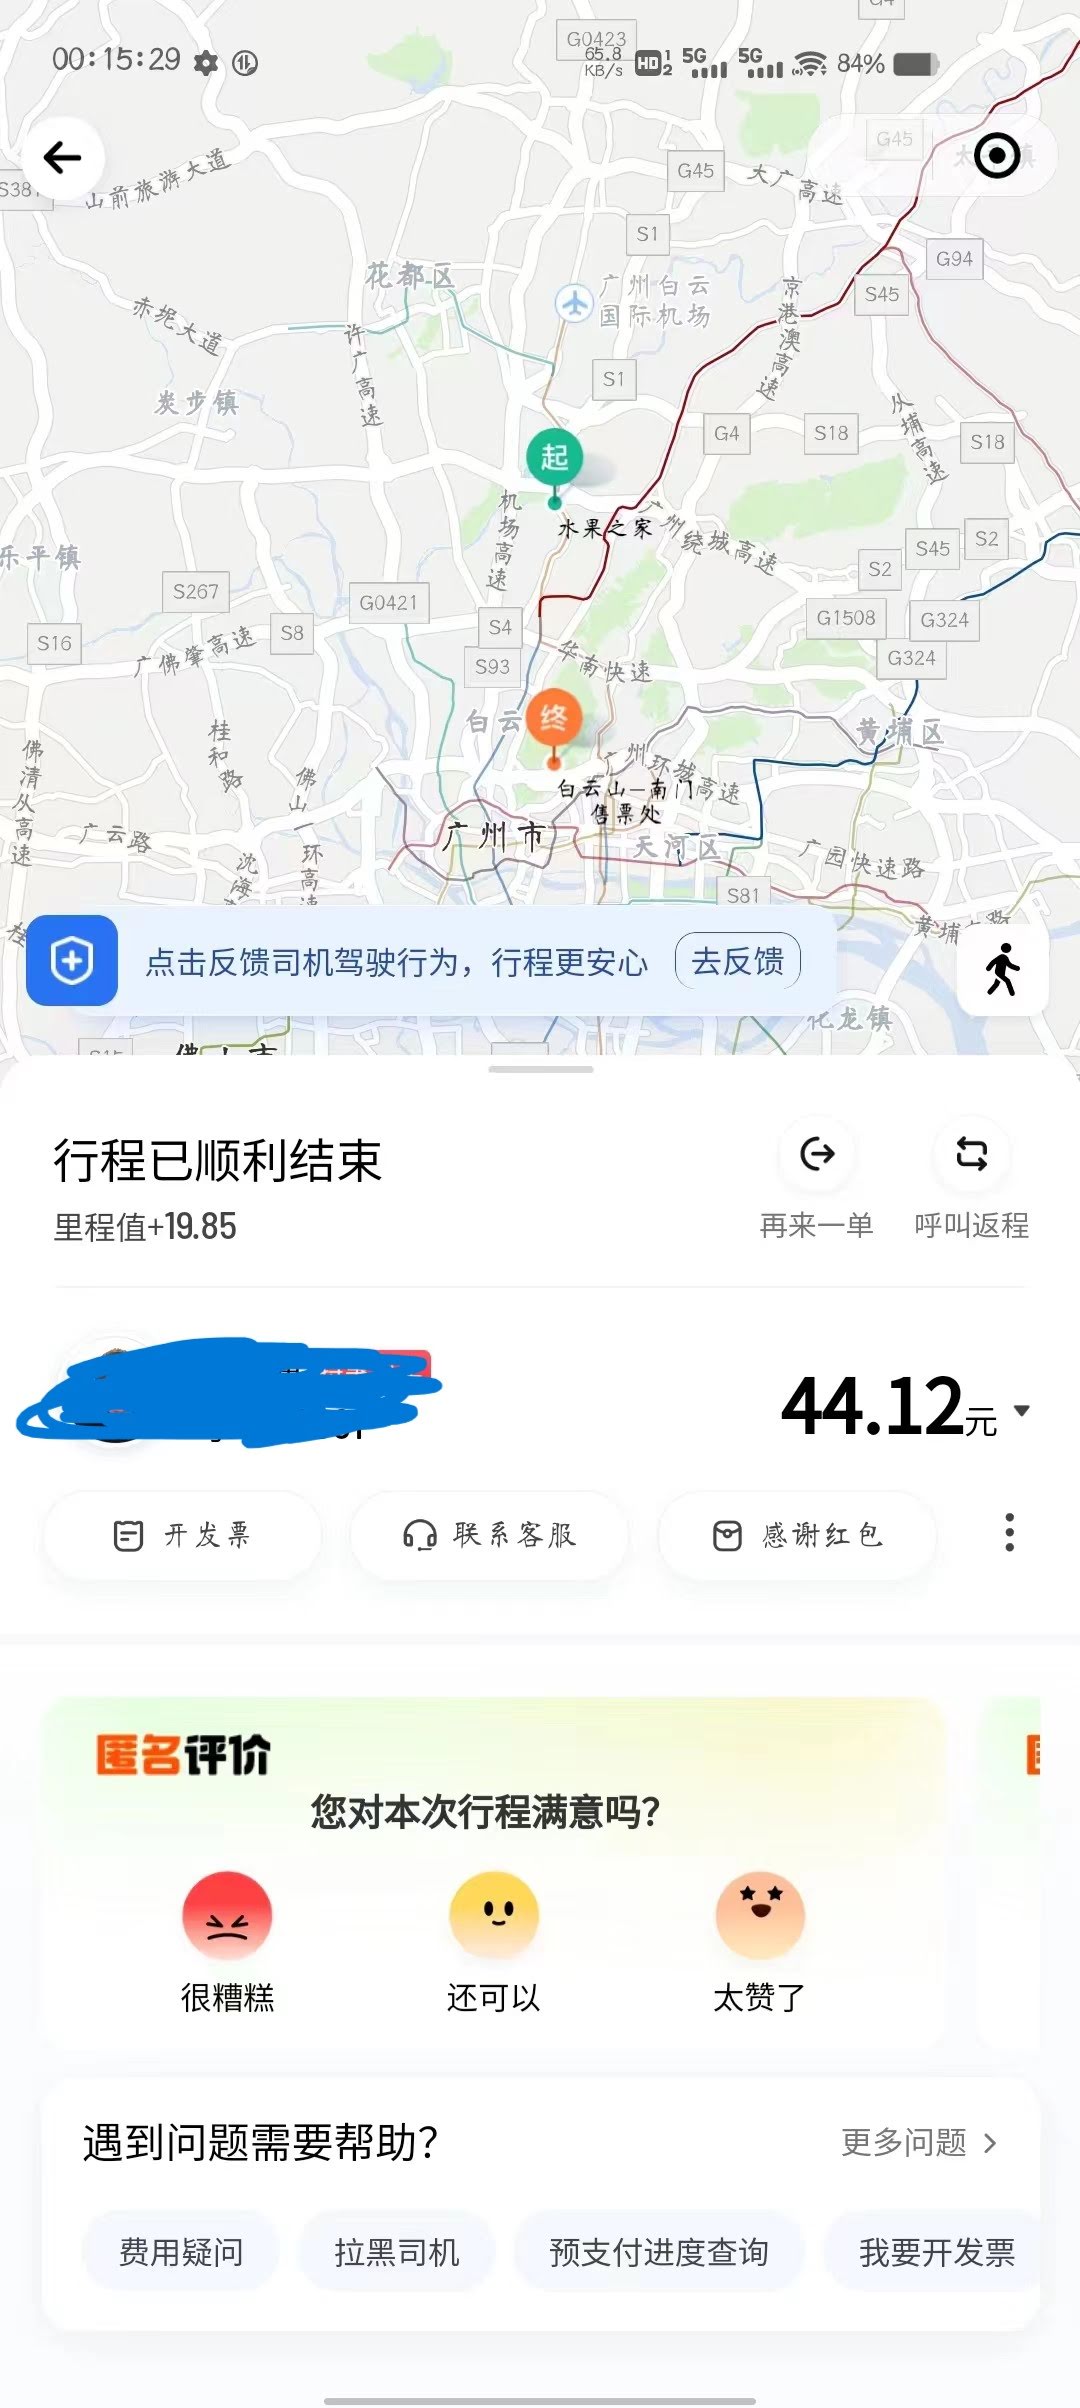 00:15:29
65.8 KB/s HD 1 2 5G 5G 84%
G0423
G45
S381
山前旅游大道
G45
大广高速
S1
G94
花都区
广州白云
国际机场
京港澳高速
S45
赤坭大道
许广高速
S1
炭步镇
从埔高速
G4
S18
S18
起
机场高速
水果之家
广州绕城高速
乐平镇
S45
S2
S2
S267
G0421
G1508
G324
S16
S8
S4
广佛肇高速
S93
华南快速
G324
白云
终
桂和路
黄埔区
佛清从高速
佛山一环高速
广州环城高速
白云山-南门
售票处
广云路
广州市
天河区
沈海
广园快速路
S81
黄埔
点击反馈司机驾驶行为，行程更安心 去反馈
化龙镇
行程已顺利结束
里程值+19.85
再来一单 呼叫返程
44.12元
开发票 联系客服 感谢红包
匿名评价
您对本次行程满意吗？
很糟糕 还可以 太赞了
遇到问题需要帮助？ 更多问题
费用疑问 拉黑司机 预支付进度查询 我要开发票